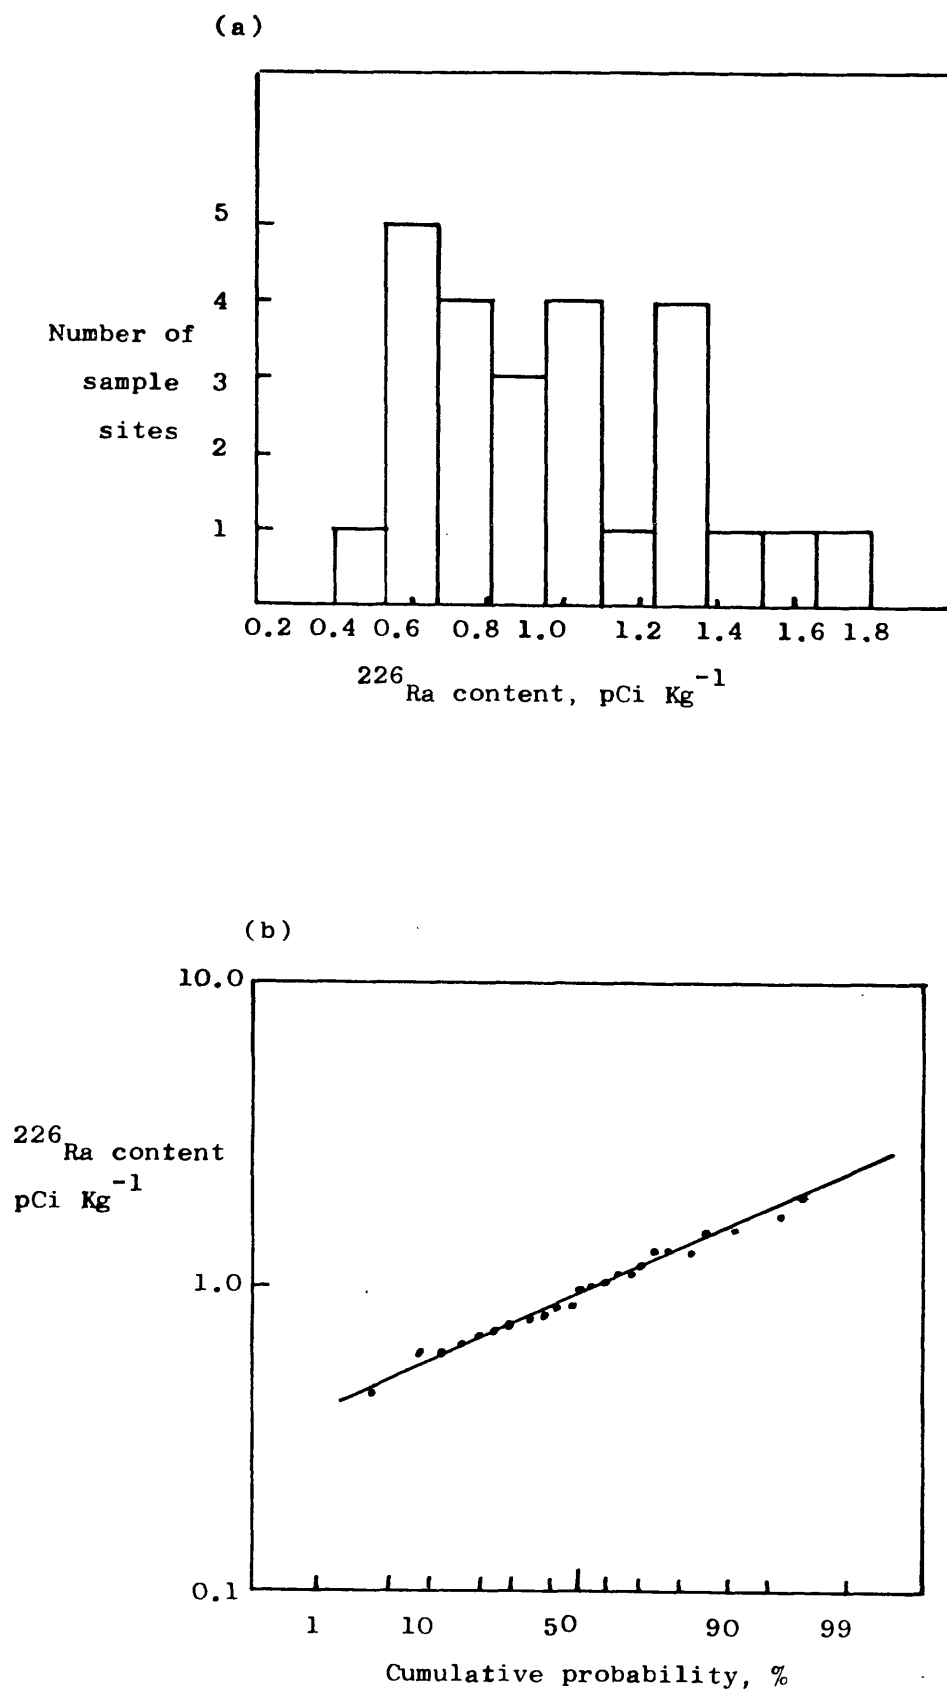 (a)
5
4
Number of
sample
3
sites
2
1
0.2 0.4 0.6 0.8 1.0 1.2 1.4 1.6 1.8
226Ra content, pCi Kg-1
(b)
10.0
226Ra content
pCi Kg-1
1.0
0.1
1 10 50 90 99
Cumulative probability, %